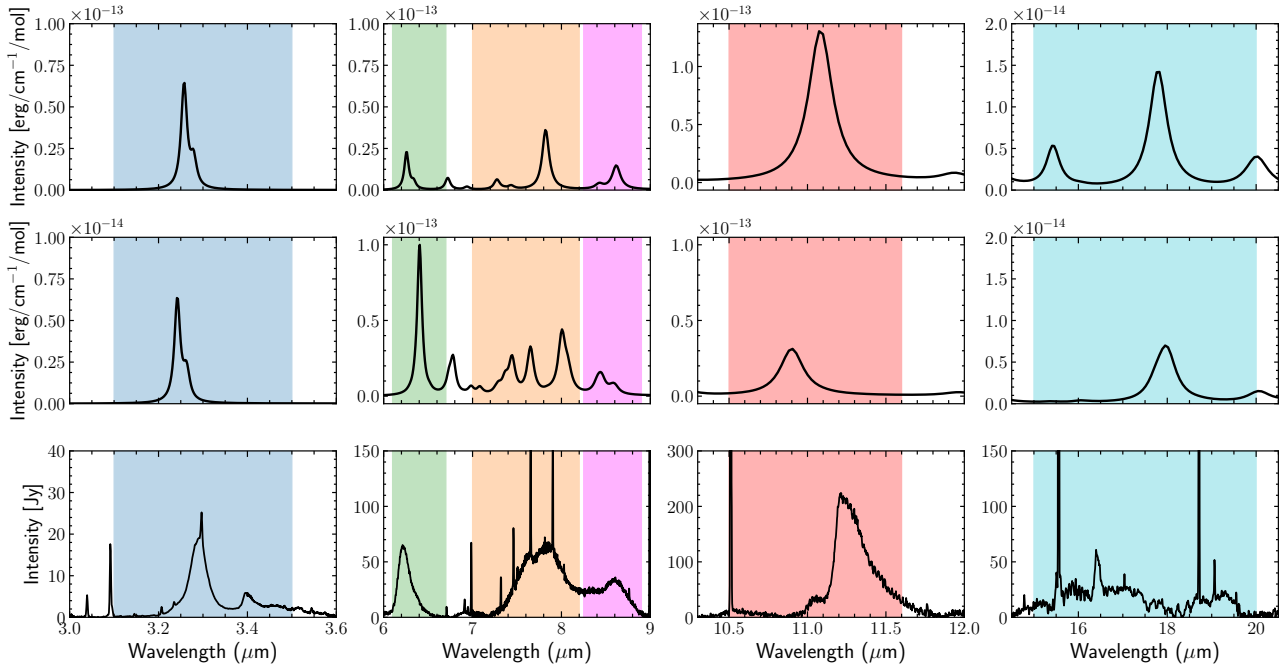 ×10⁻¹³ ×10⁻¹³ ×10⁻¹³ ×10⁻¹⁴
Intensity [erg/cm⁻¹/mol]
1.00 0.75 0.50 0.25 0.00
1.00 0.75 0.50 0.25 0.00
1.0 0.5 0.0
2.0 1.5 1.0 0.5 0.0
×10⁻¹⁴ ×10⁻¹³ ×10⁻¹³ ×10⁻¹⁴
Intensity [erg/cm⁻¹/mol]
1.00 0.75 0.50 0.25 0.00
1.0 0.5 0.0
1.0 0.5 0.0
2.0 1.5 1.0 0.5 0.0
Intensity [Jy]
40 30 20 10 0
150 100 50 0
300 200 100 0
150 100 50 0
3.0 3.2 3.4 3.6
6 7 8 9
10.5 11.0 11.5 12.0
16 18 20
Wavelength (μm) Wavelength (μm) Wavelength (μm) Wavelength (μm)